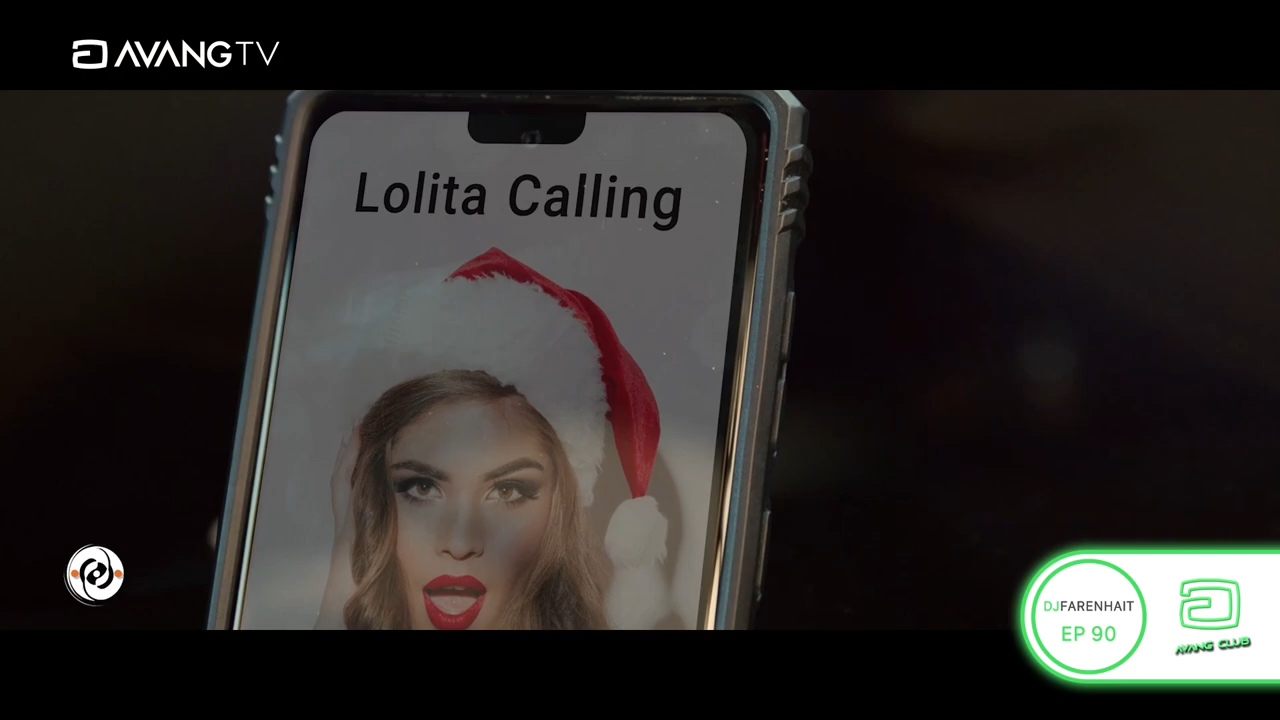 AVANGTV
Lolita Calling
DJFARENHAIT
EP 90
AVANG CLUB